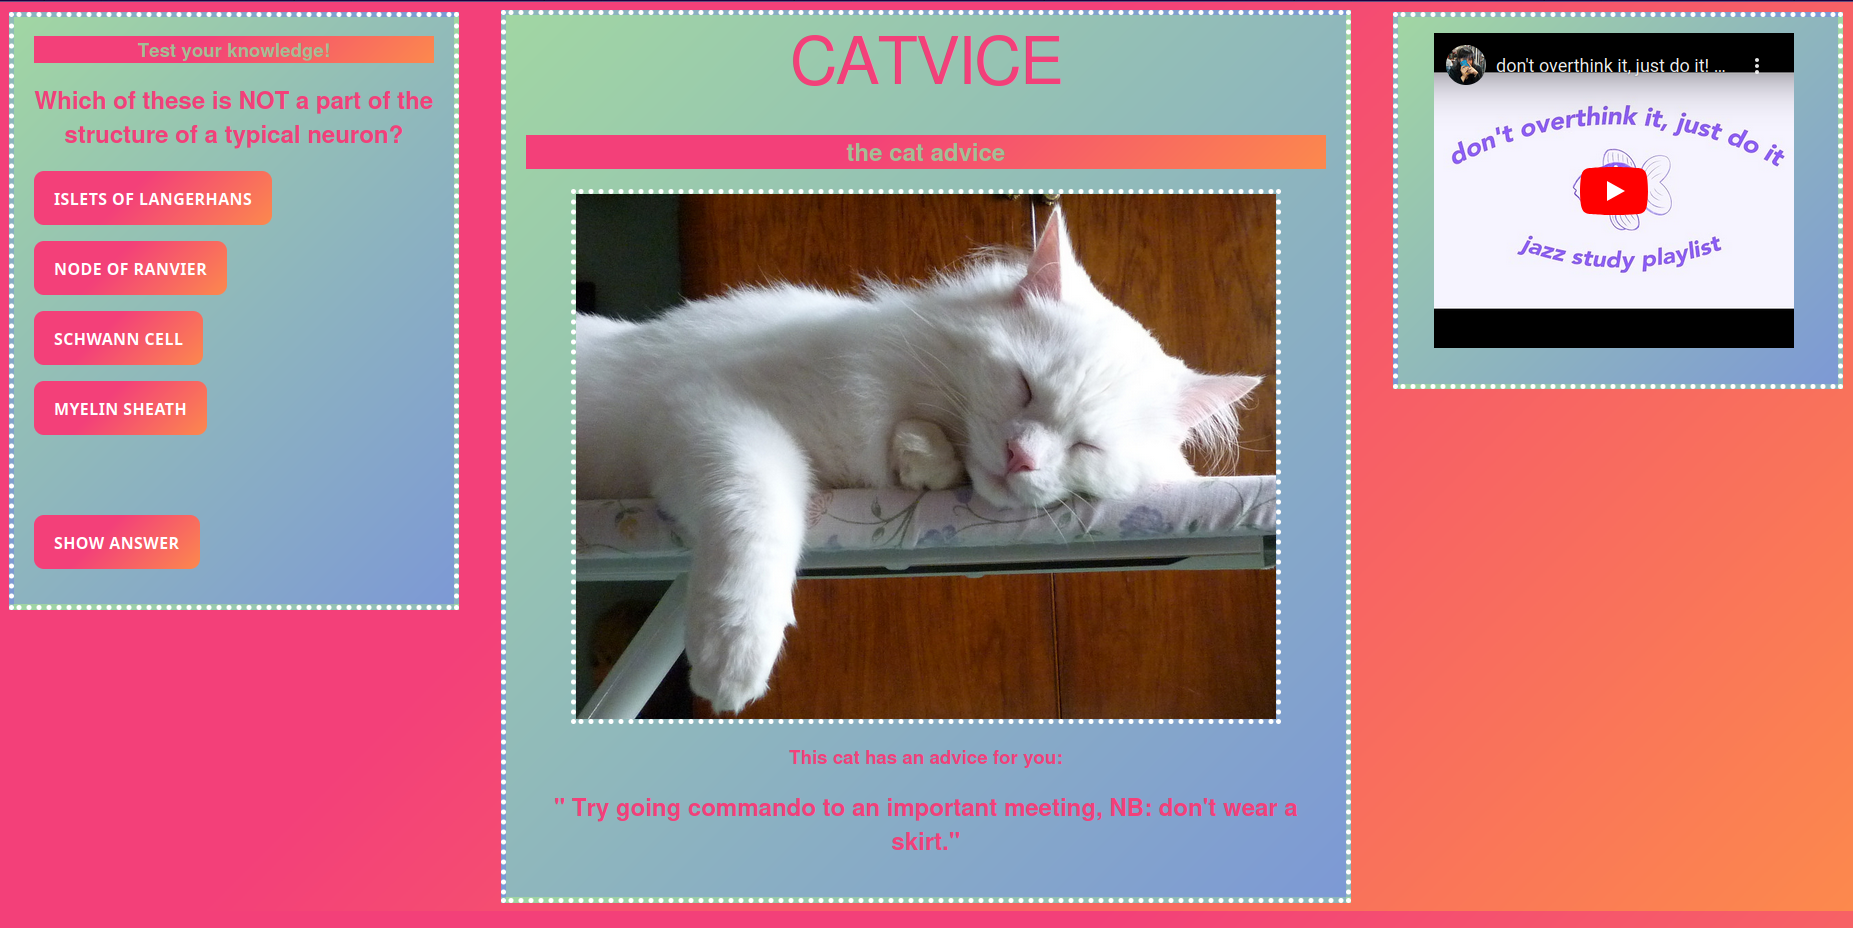 Test your knowledge!
Which of these is NOT a part of the
structure of a typical neuron?
ISLETS OF LANGERHANS
NODE OF RANVIER
SCHWANN CELL
MYELIN SHEATH
SHOW ANSWER
CATVICE
the cat advice
This cat has an advice for you:
" Try going commando to an important meeting, NB: don't wear a
skirt."
don't overthink it, just do it! ...
don't overthink it, just do it
jazz study playlist